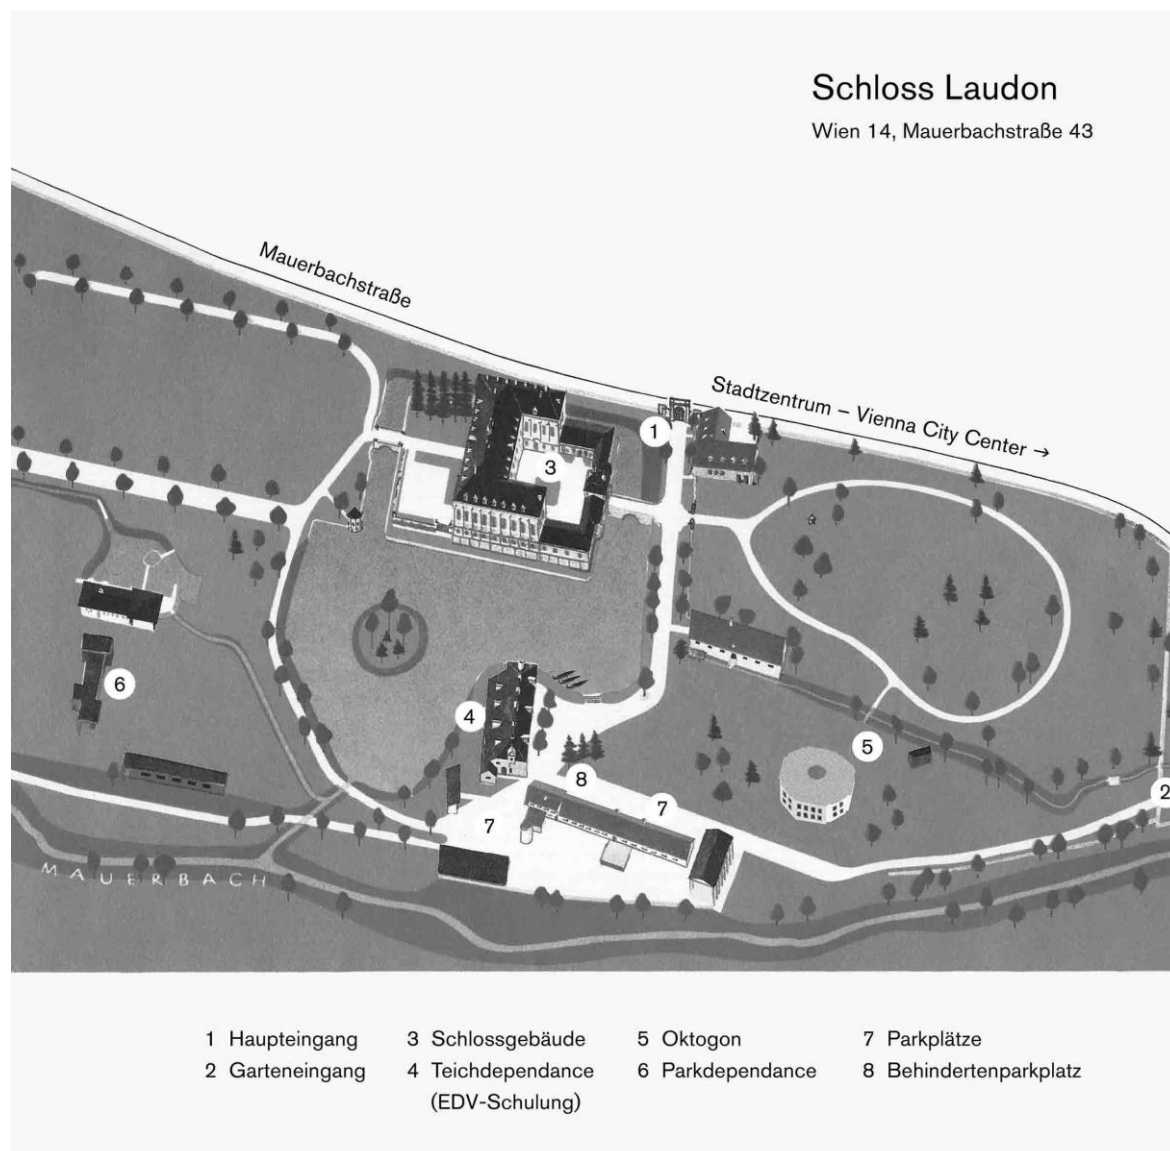 Schloss Laudon
Wien 14, Mauerbachstraße 43
Mauerbachstraße
Stadtzentrum – Vienna City Center →
1
3
6
4
5
2
8
7
7
MAUERBACH
1 Haupteingang
2 Garteneingang
3 Schlossgebäude
4 Teichdependance
(EDV-Schulung)
5 Oktogon
6 Parkdependance
7 Parkplätze
8 Behindertenparkplatz